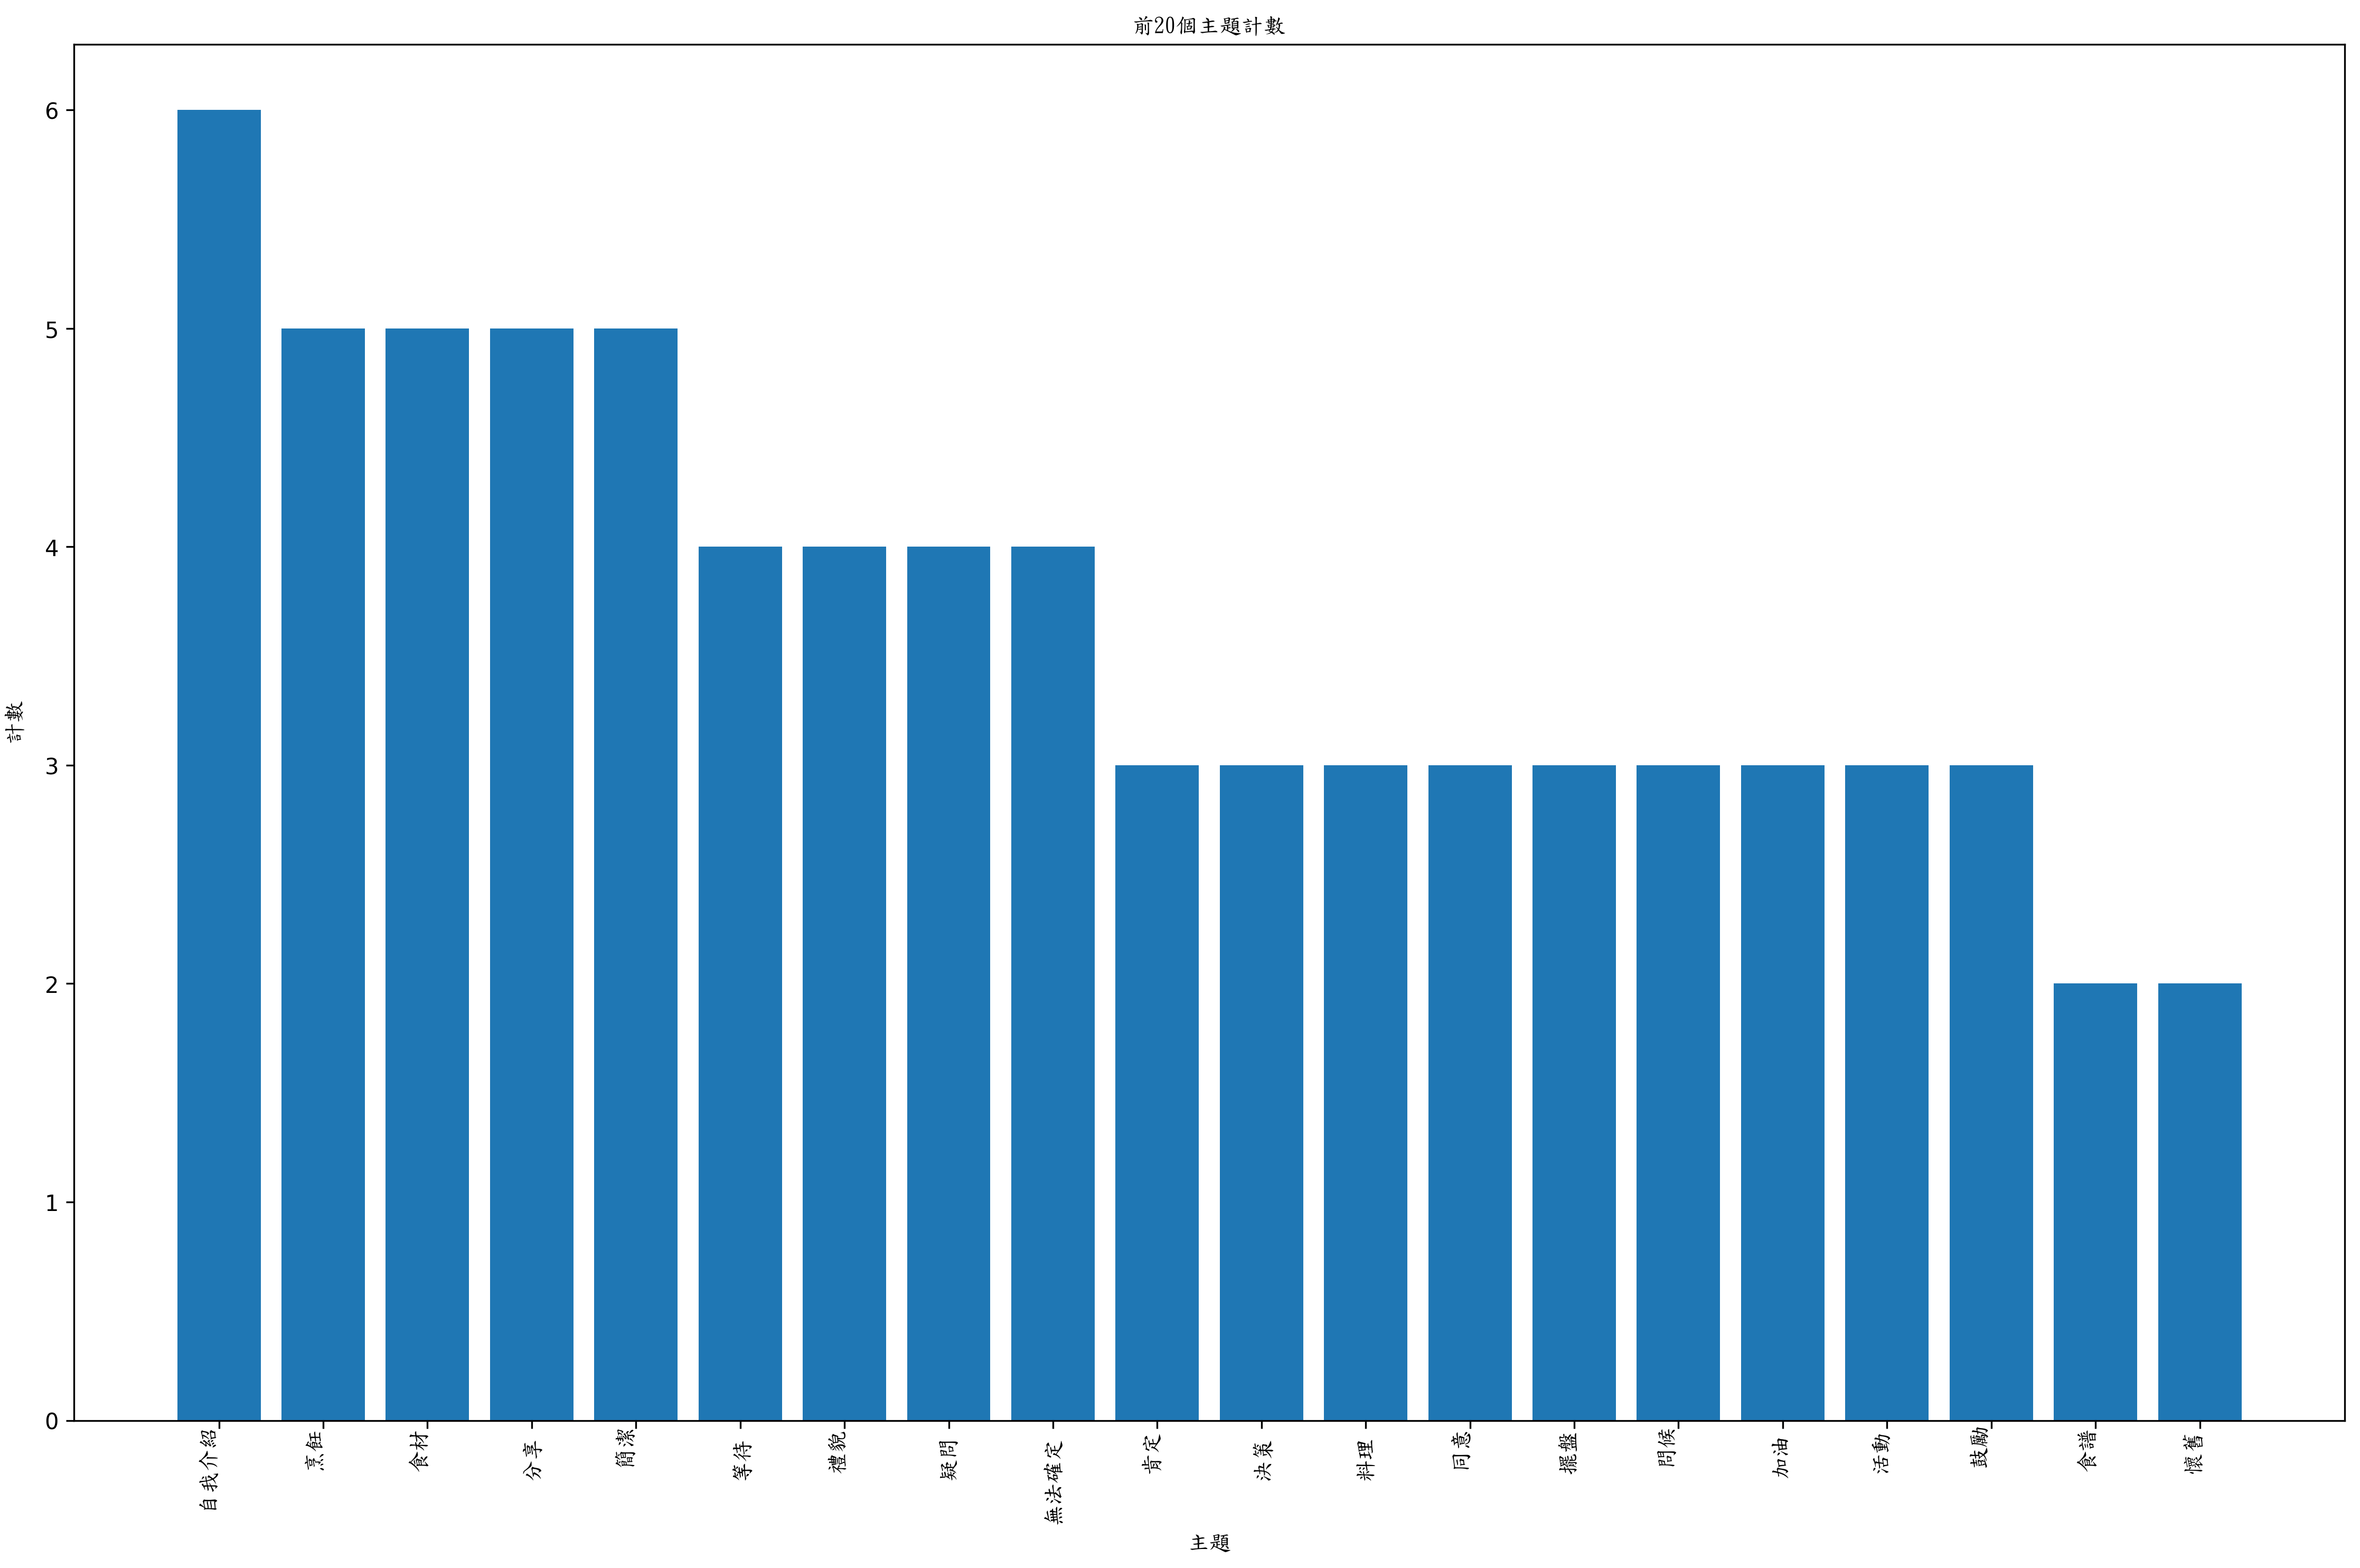 前20個主題計數
計數
6
5
4
3
2
1
0
自我介紹
烹飪
食材
分享
簡潔
等待
禮貌
疑問
無法確定
肯定
決策
料理
同意
擺盤
問候
加油
活動
鼓勵
食譜
懷舊
主題